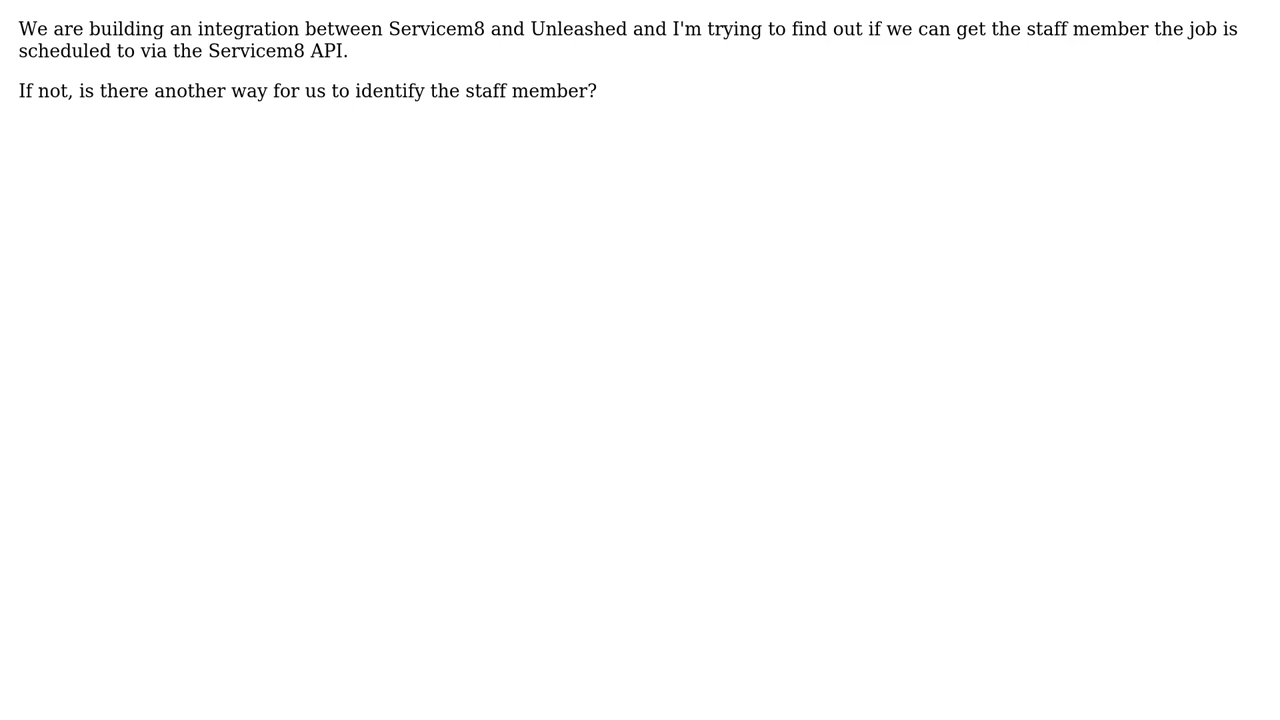 We are building an integration between Servicem8 and Unleashed and I'm trying to find out if we can get the staff member the job is
scheduled to via the Servicem8 API.
If not, is there another way for us to identify the staff member?